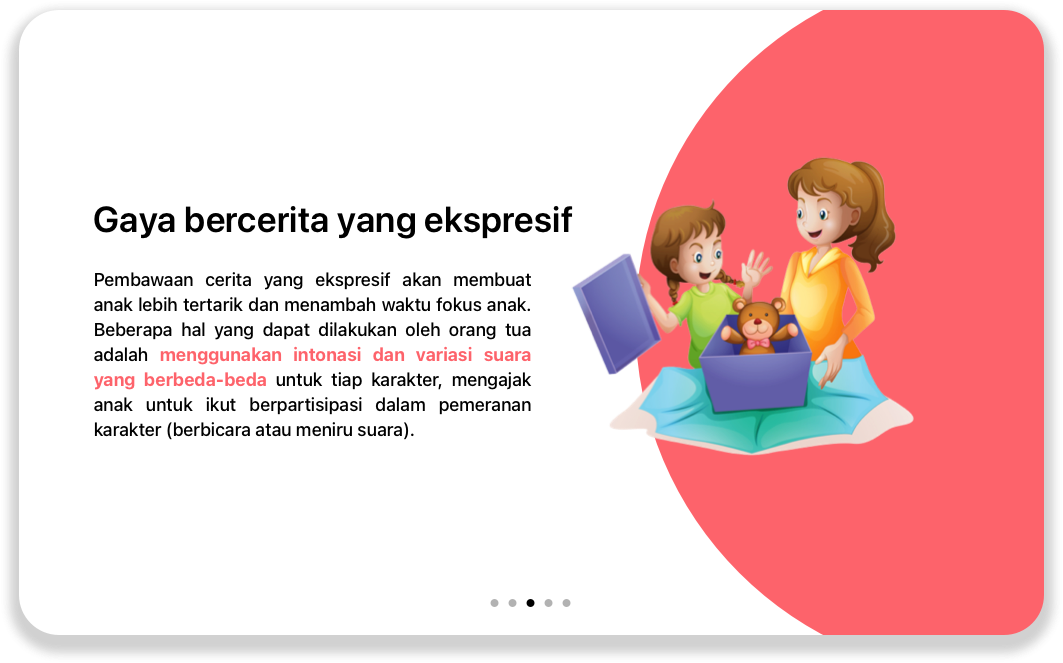 Gaya bercerita yang ekspresif
Pembawaan cerita yang ekspresif akan membuat
anak lebih tertarik dan menambah waktu fokus anak.
Beberapa hal yang dapat dilakukan oleh orang tua
adalah menggunakan intonasi dan variasi suara
yang berbeda-beda untuk tiap karakter, mengajak
anak untuk ikut berpartisipasi dalam pemeranan
karakter (berbicara atau meniru suara).